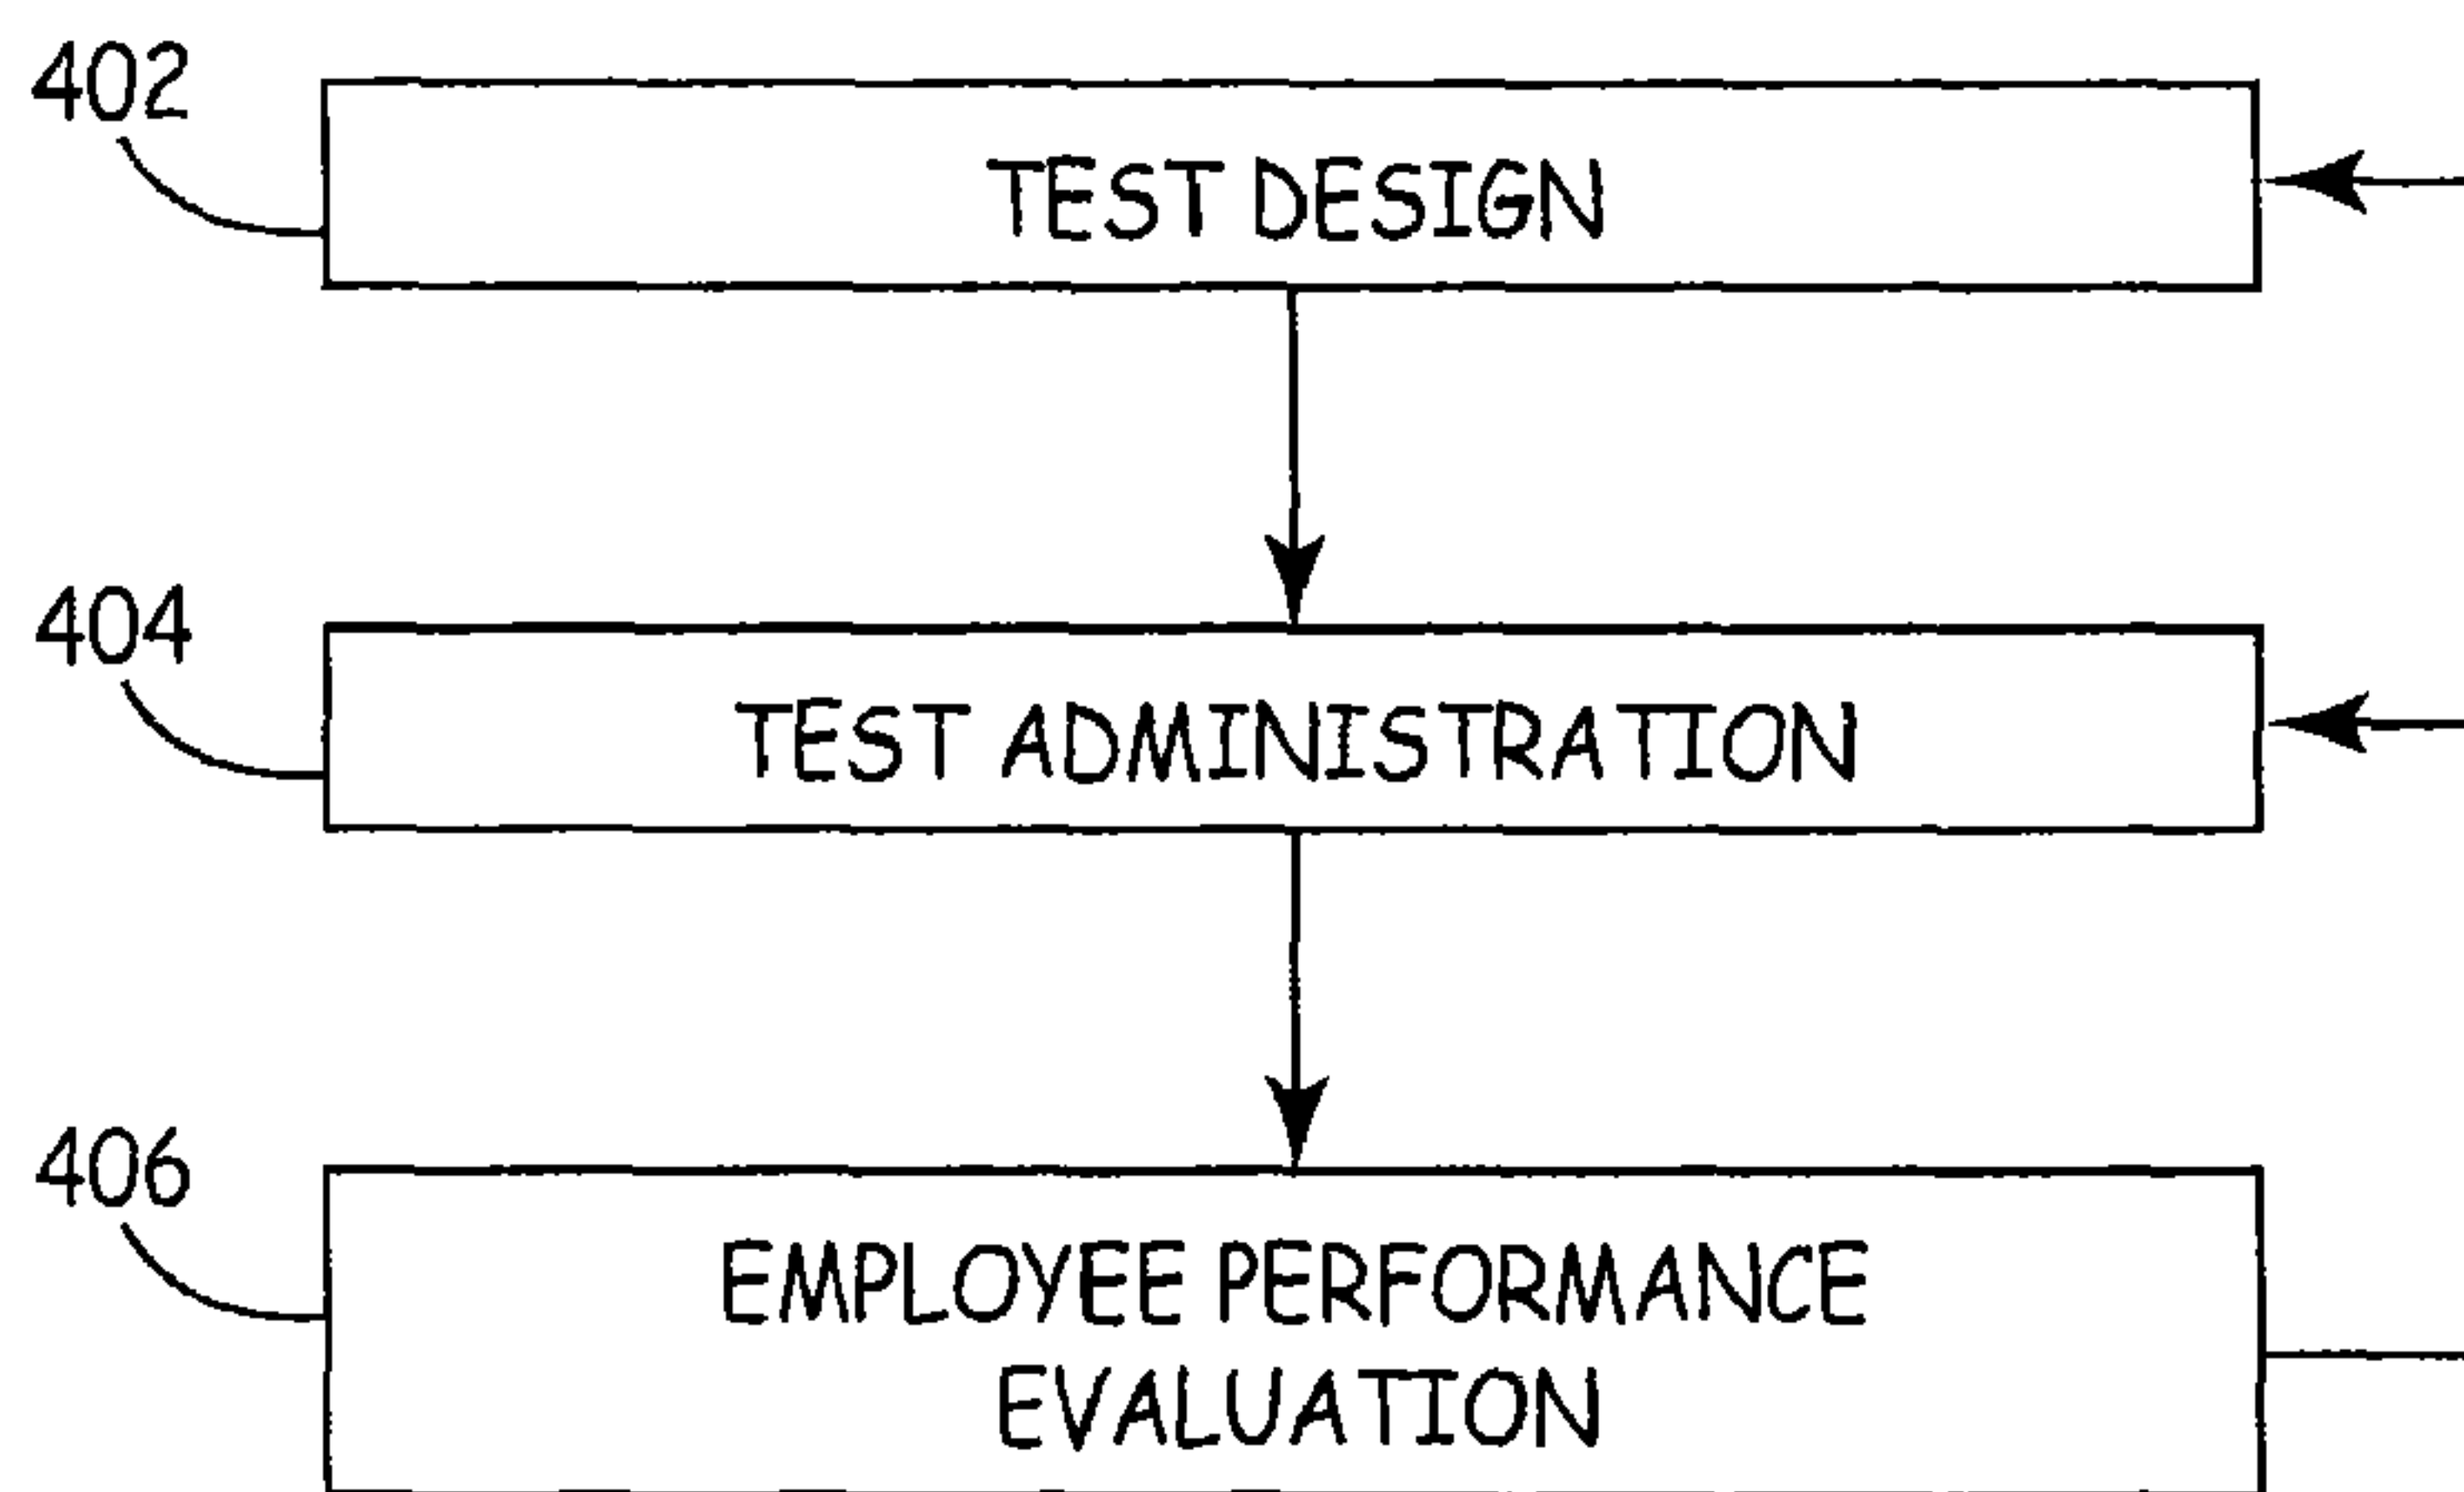 402
TEST DESIGN
404
TEST ADMINISTRATION
406
EMPLOYEE PERFORMANCE
EVALUATION